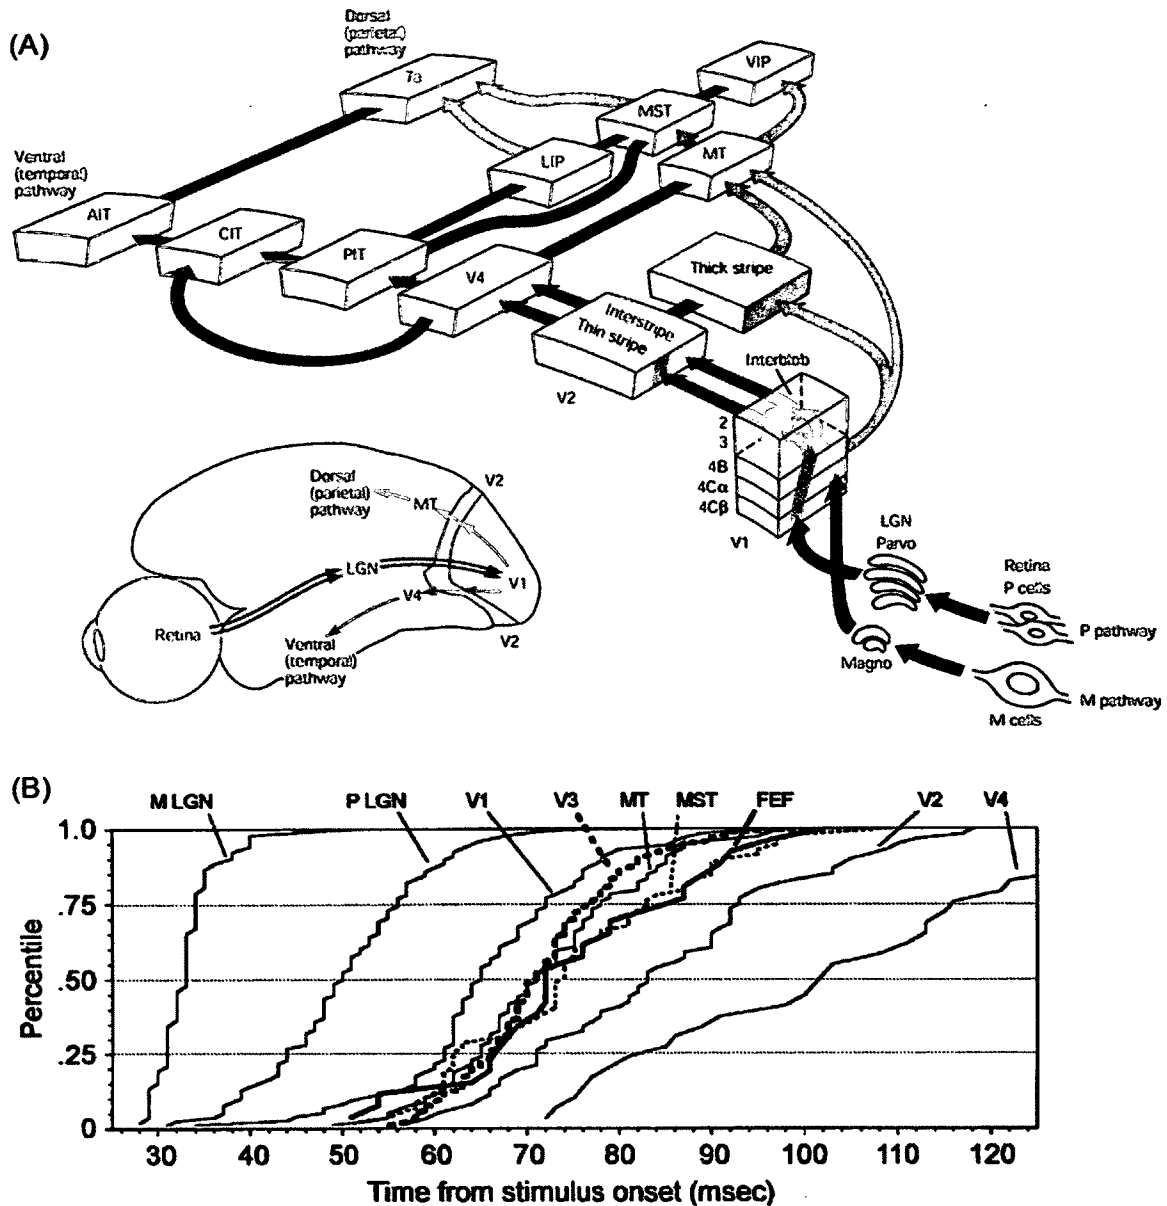 (A)
Dorsal
(parietal)
pathway
7a
VIP
MST
MT
LIP
Ventral
(temporal)
pathway
AIT
CIT
PIT
V4
Thick stripe
Interstripe
Thin stripe
V2
Interblob
2
3
4B
4Cα
4Cβ
V1
LGN
Parvo
Retina
P cells
P pathway
Magno
M cells
M pathway
Dorsal
(parietal)
pathway
V2
MT
LGN
V1
V4
Retina
V2
Ventral
(temporal)
pathway
(B)
M LGN P LGN V1 V3 MT MST FEF V2 V4
1.0
.75
.50
.25
0
Percentile
30 40 50 60 70 80 90 100 110 120
Time from stimulus onset (msec)